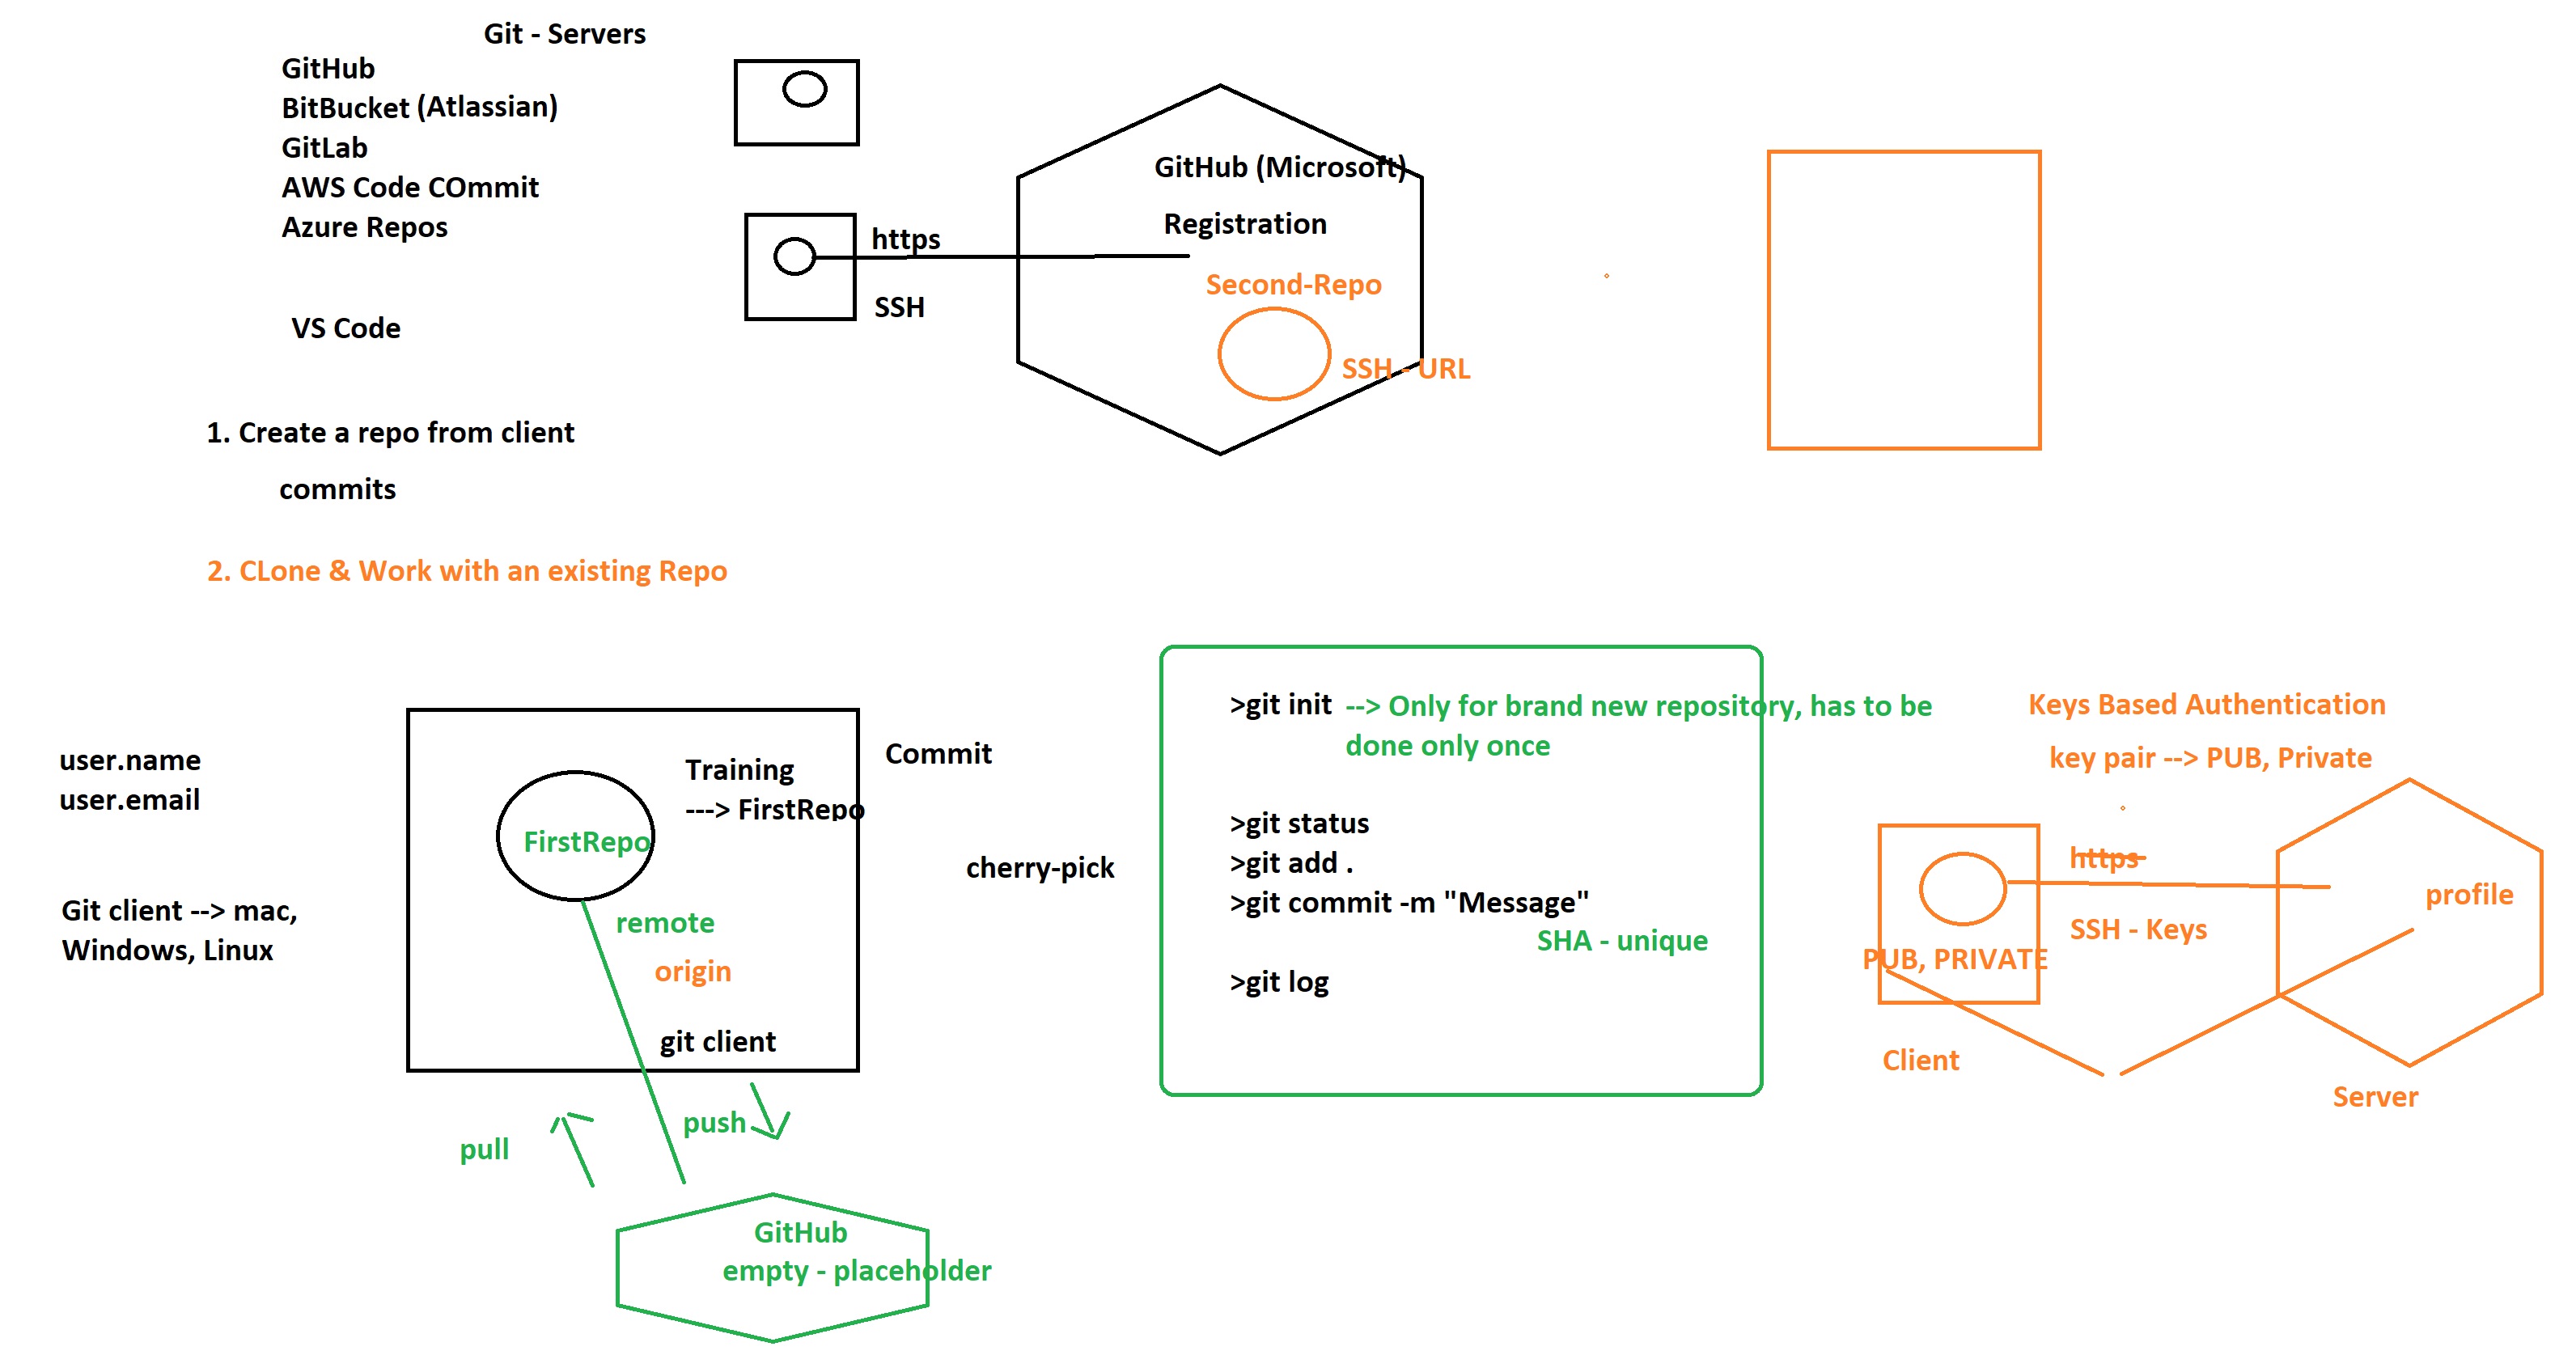 Git - Servers
GitHub
BitBucket (Atlassian)
GitLab
AWS Code COmmit
Azure Repos
VS Code
https
SSH
GitHub (Microsoft)
Registration
Second-Repo
SSH - URL
1. Create a repo from client
commits
2. CLone & Work with an existing Repo
user.name
user.email
Git client --> mac,
Windows, Linux
FirstRepo
Training
---> FirstRepo
remote
origin
git client
Commit
cherry-pick
pull
push
GitHub
empty - placeholder
>git init --> Only for brand new repository, has to be
done only once
>git status
>git add .
>git commit -m "Message"
SHA - unique
>git log
Keys Based Authentication
key pair --> PUB, Private
https
SSH - Keys
PUB, PRIVATE
Client
profile
Server